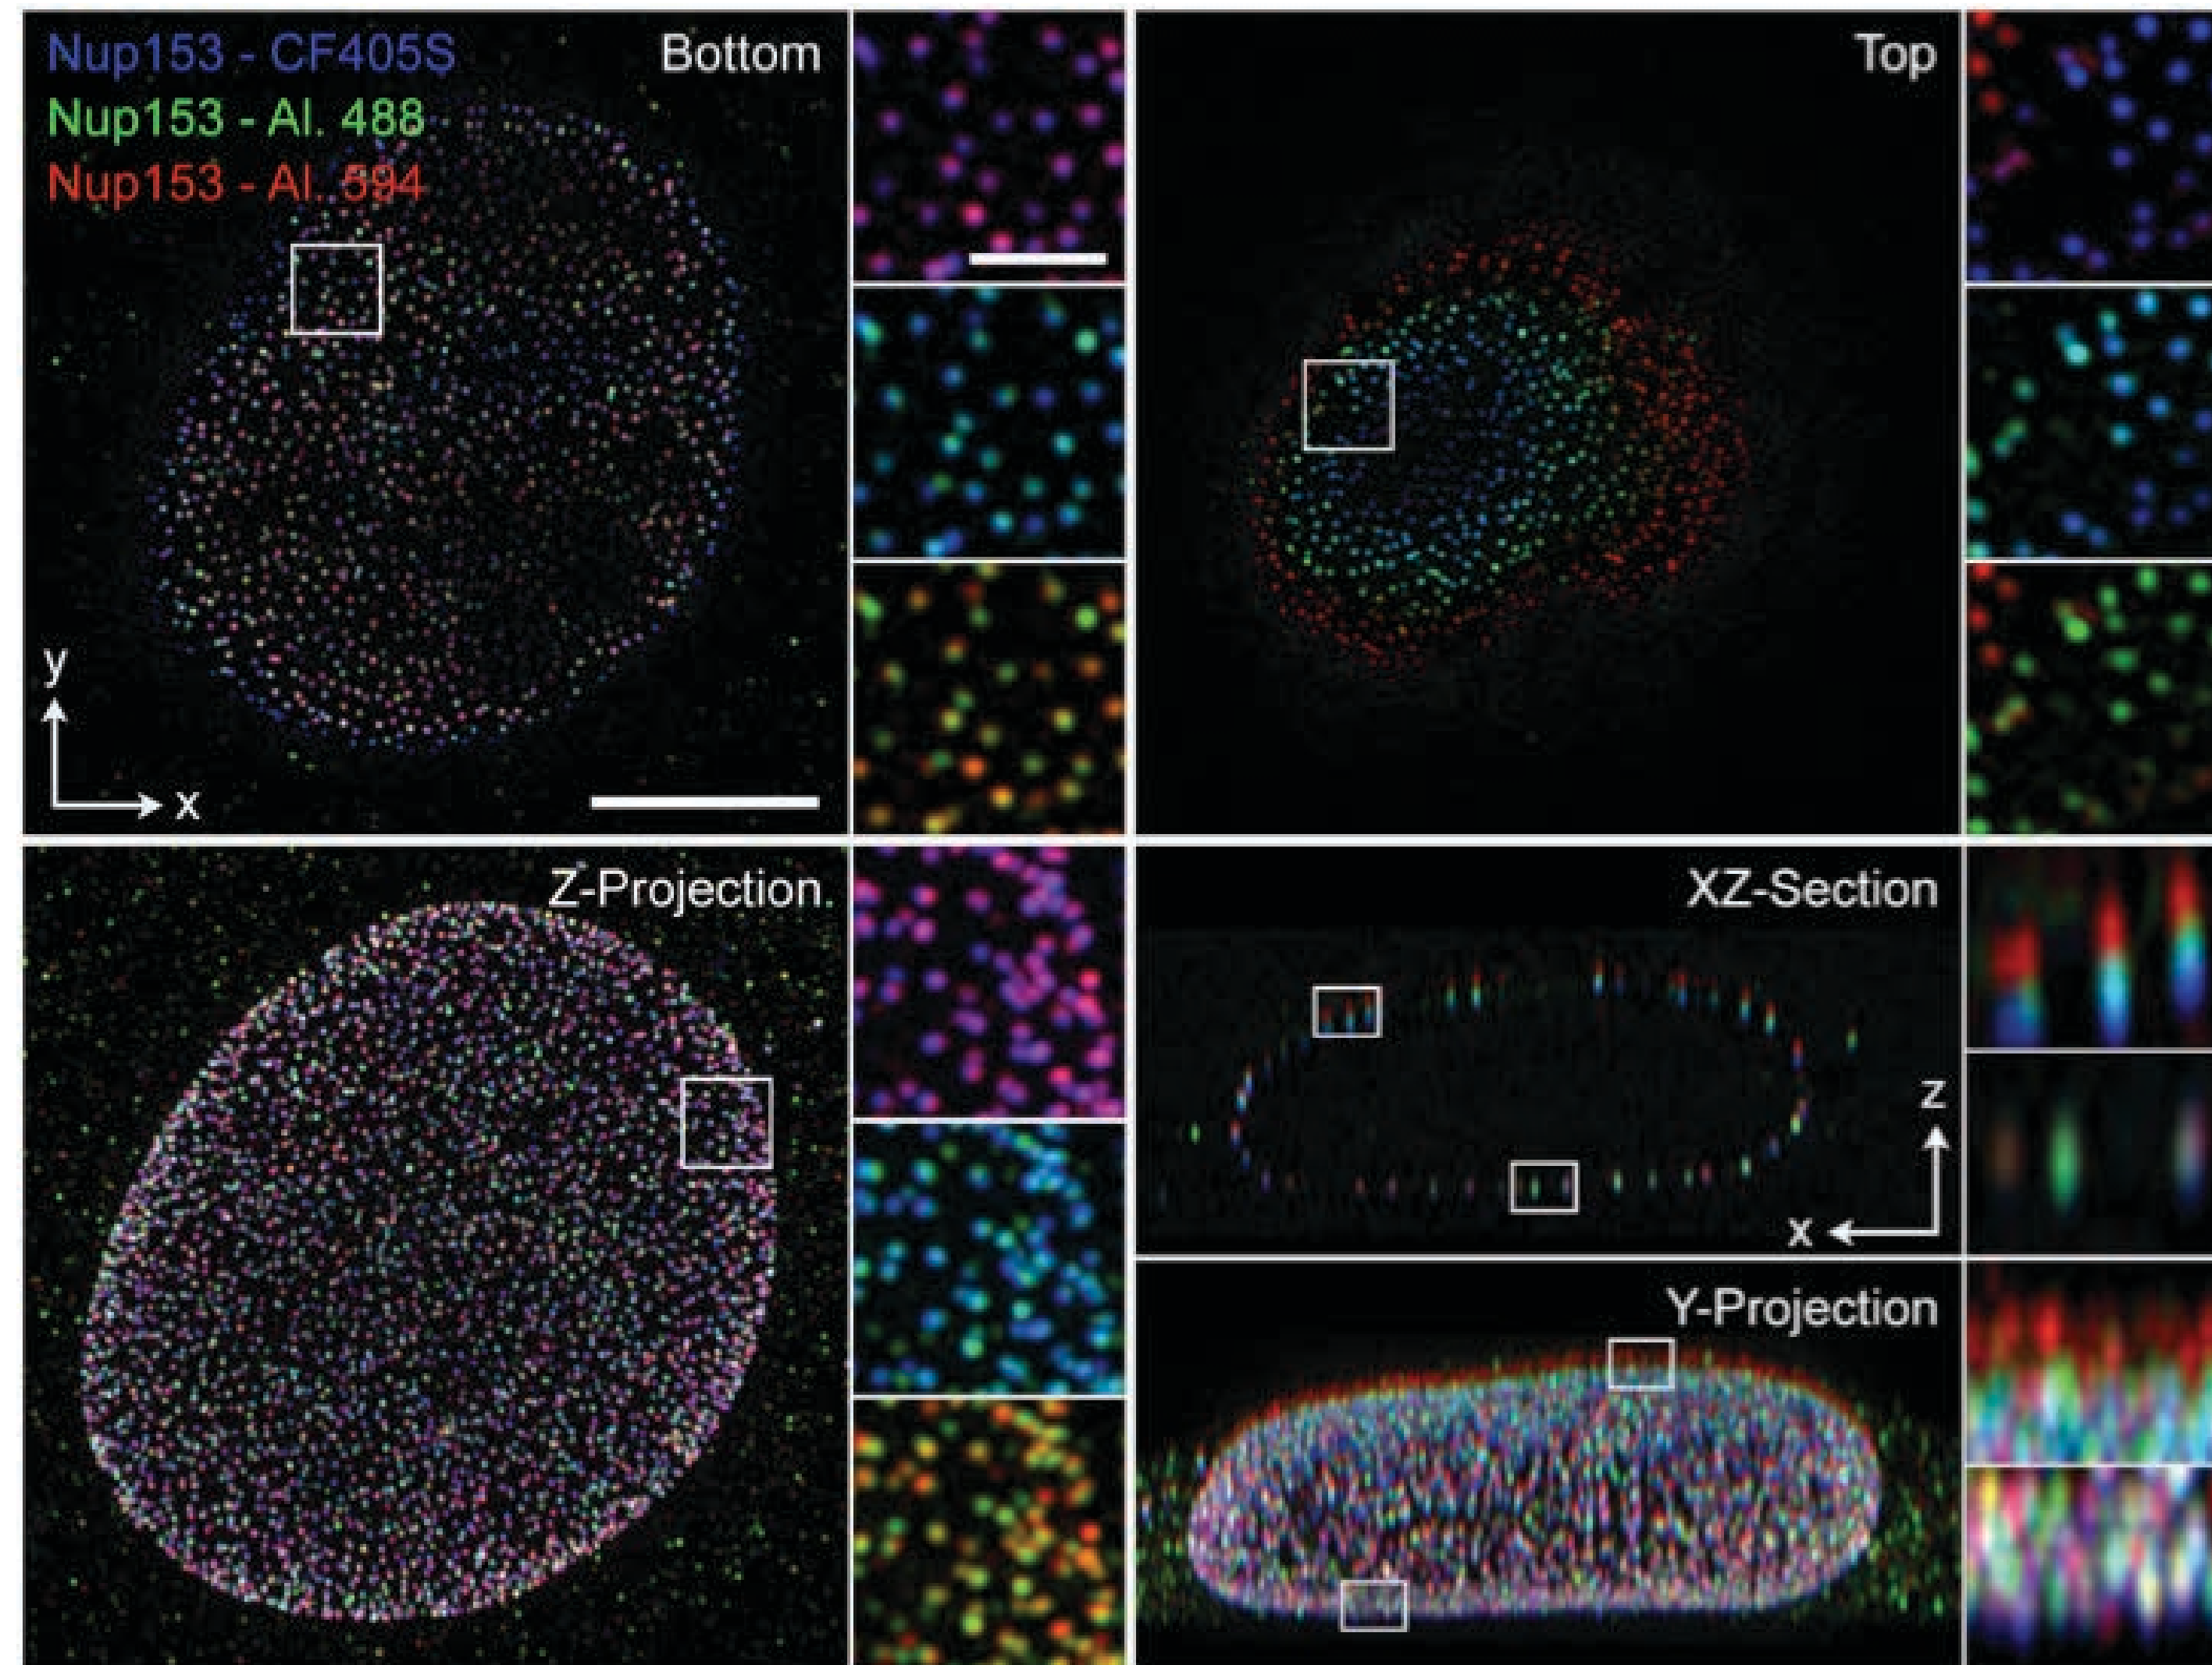 Nup153 - CF405S
Nup153 - Al. 488
Nup153 - Al. 594
Bottom
y
x
Top
Z-Projection
XZ-Section
z
x
Y-Projection